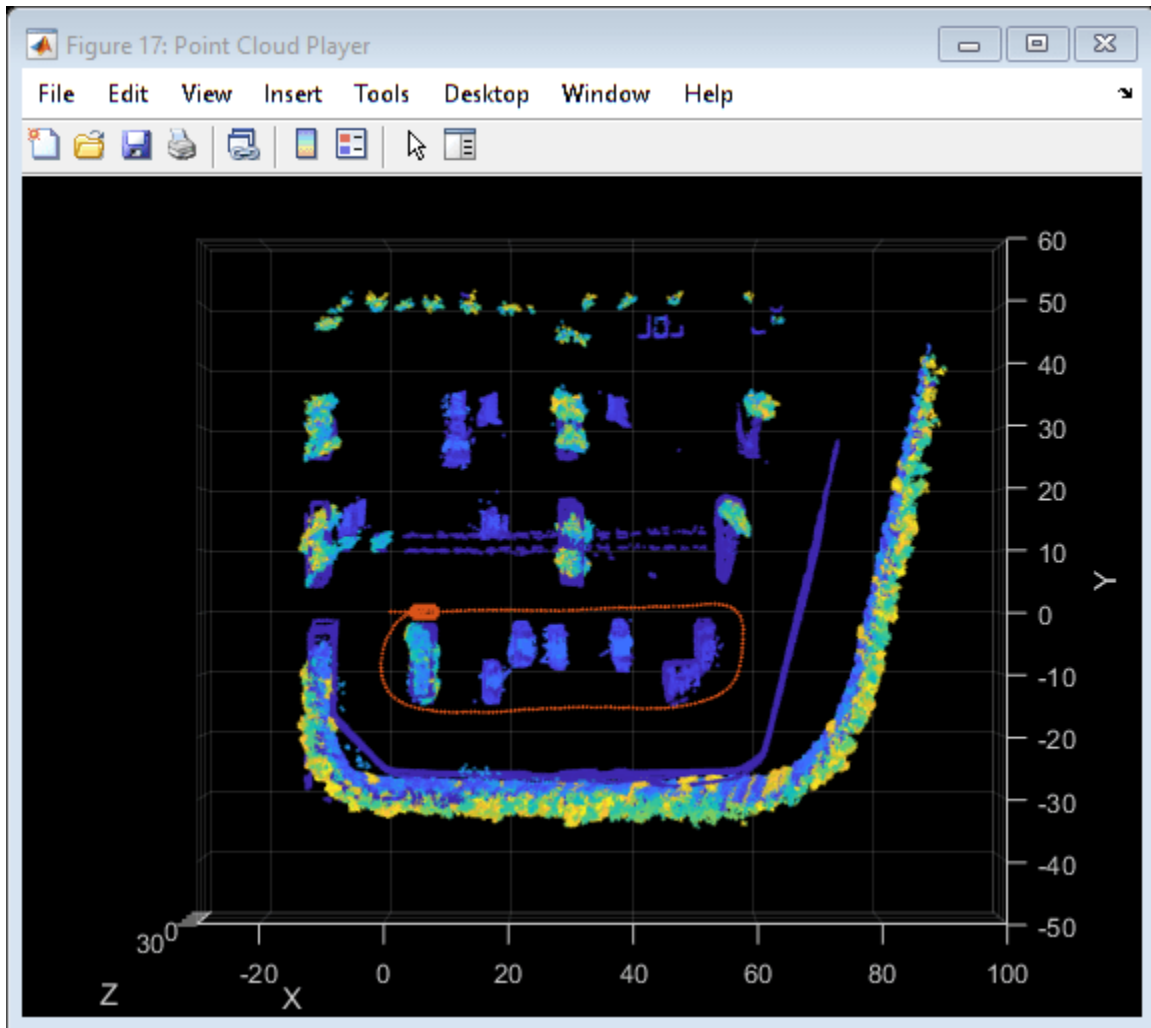 Figure 17: Point Cloud Player
File Edit View Insert Tools Desktop Window Help
60
50
40
30
20
10
0
-10
-20
-30
-40
-50
Y
30 0
-20 0 20 40 60 80 100
Z X